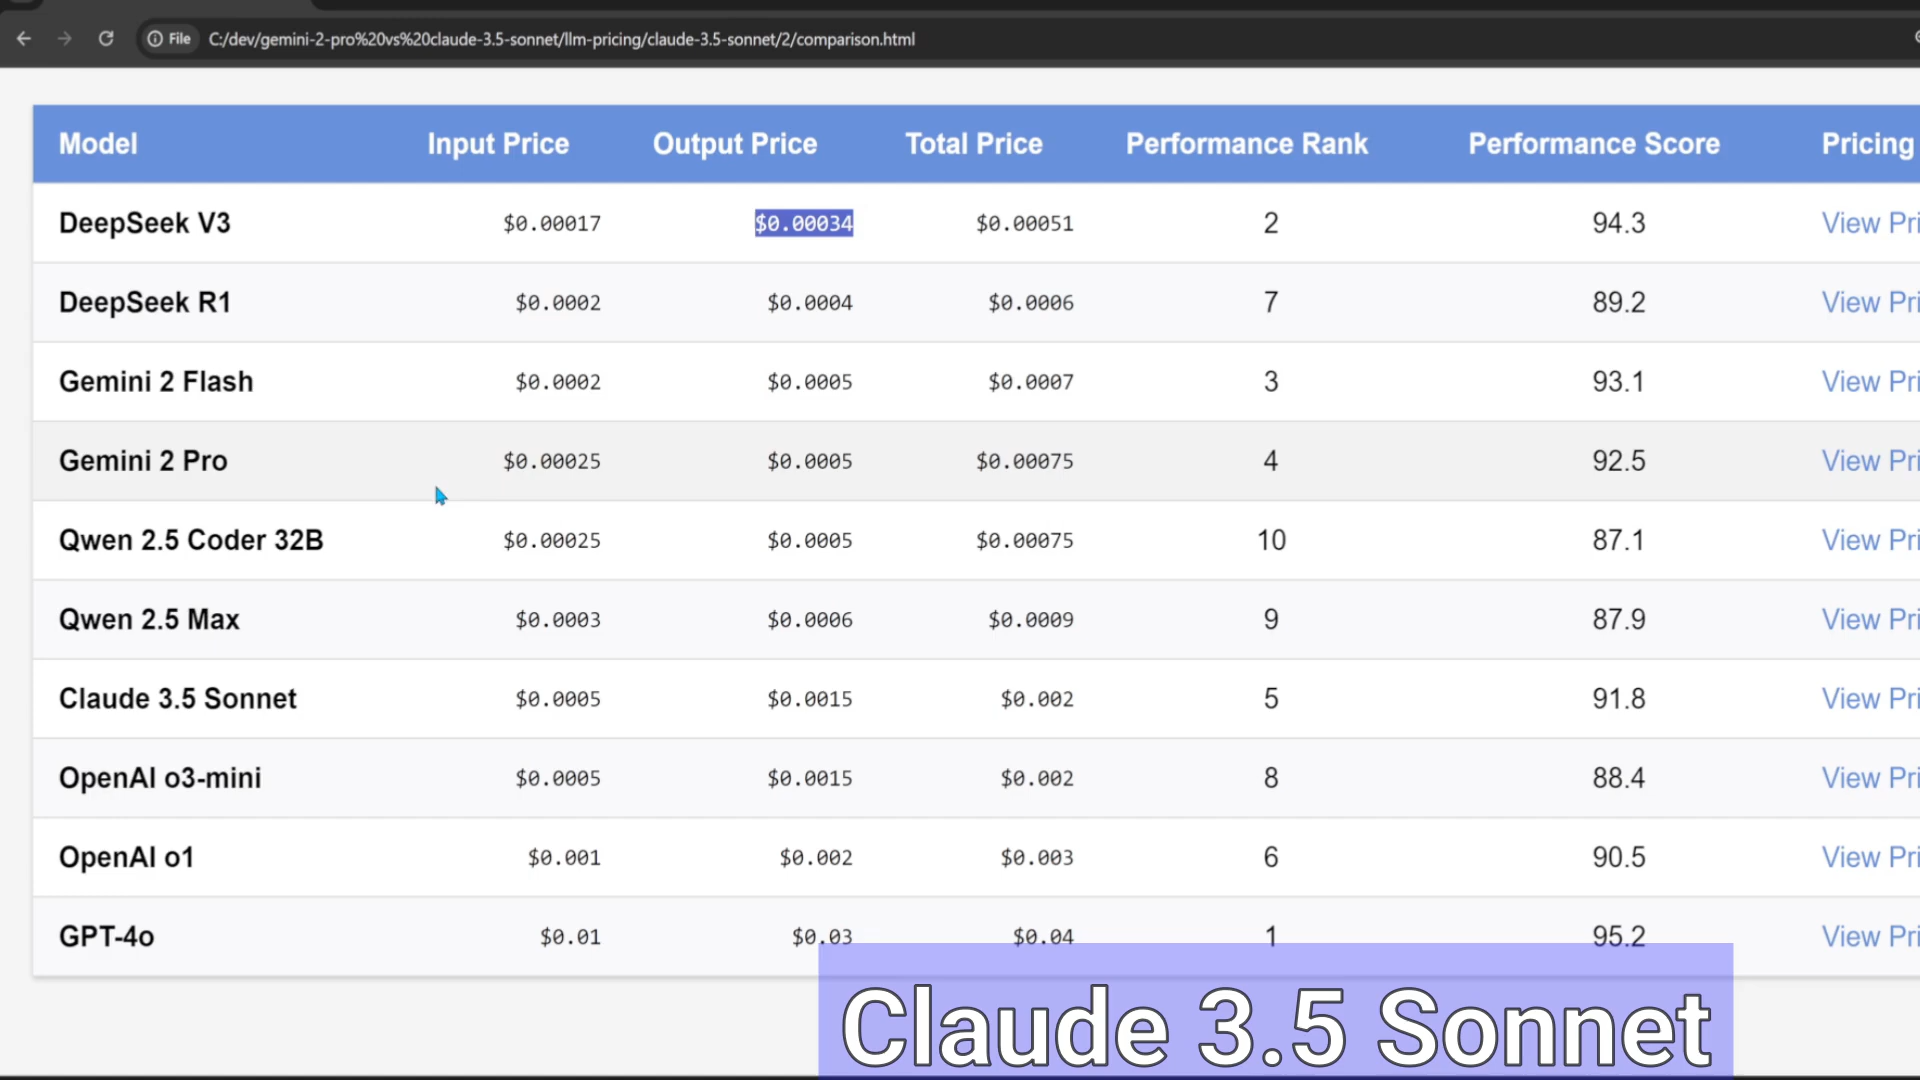 File C:/dev/gemini-2-pro%20vs%20claude-3.5-sonnet/llm-pricing/claude-3.5-sonnet/2/comparison.html
Model Input Price Output Price Total Price Performance Rank Performance Score Pricing
DeepSeek V3 $0.00017 $0.00034 $0.00051 2 94.3 View Pri
DeepSeek R1 $0.0002 $0.0004 $0.0006 7 89.2 View Pri
Gemini 2 Flash $0.0002 $0.0005 $0.0007 3 93.1 View Pri
Gemini 2 Pro $0.00025 $0.0005 $0.00075 4 92.5 View Pri
Qwen 2.5 Coder 32B $0.00025 $0.0005 $0.00075 10 87.1 View Pri
Qwen 2.5 Max $0.0003 $0.0006 $0.0009 9 87.9 View Pri
Claude 3.5 Sonnet $0.0005 $0.0015 $0.002 5 91.8 View Pri
OpenAI o3-mini $0.0005 $0.0015 $0.002 8 88.4 View Pri
OpenAI o1 $0.001 $0.002 $0.003 6 90.5 View Pri
GPT-4o $0.01 $0.03 $0.04 1 95.2 View Pri
Claude 3.5 Sonnet